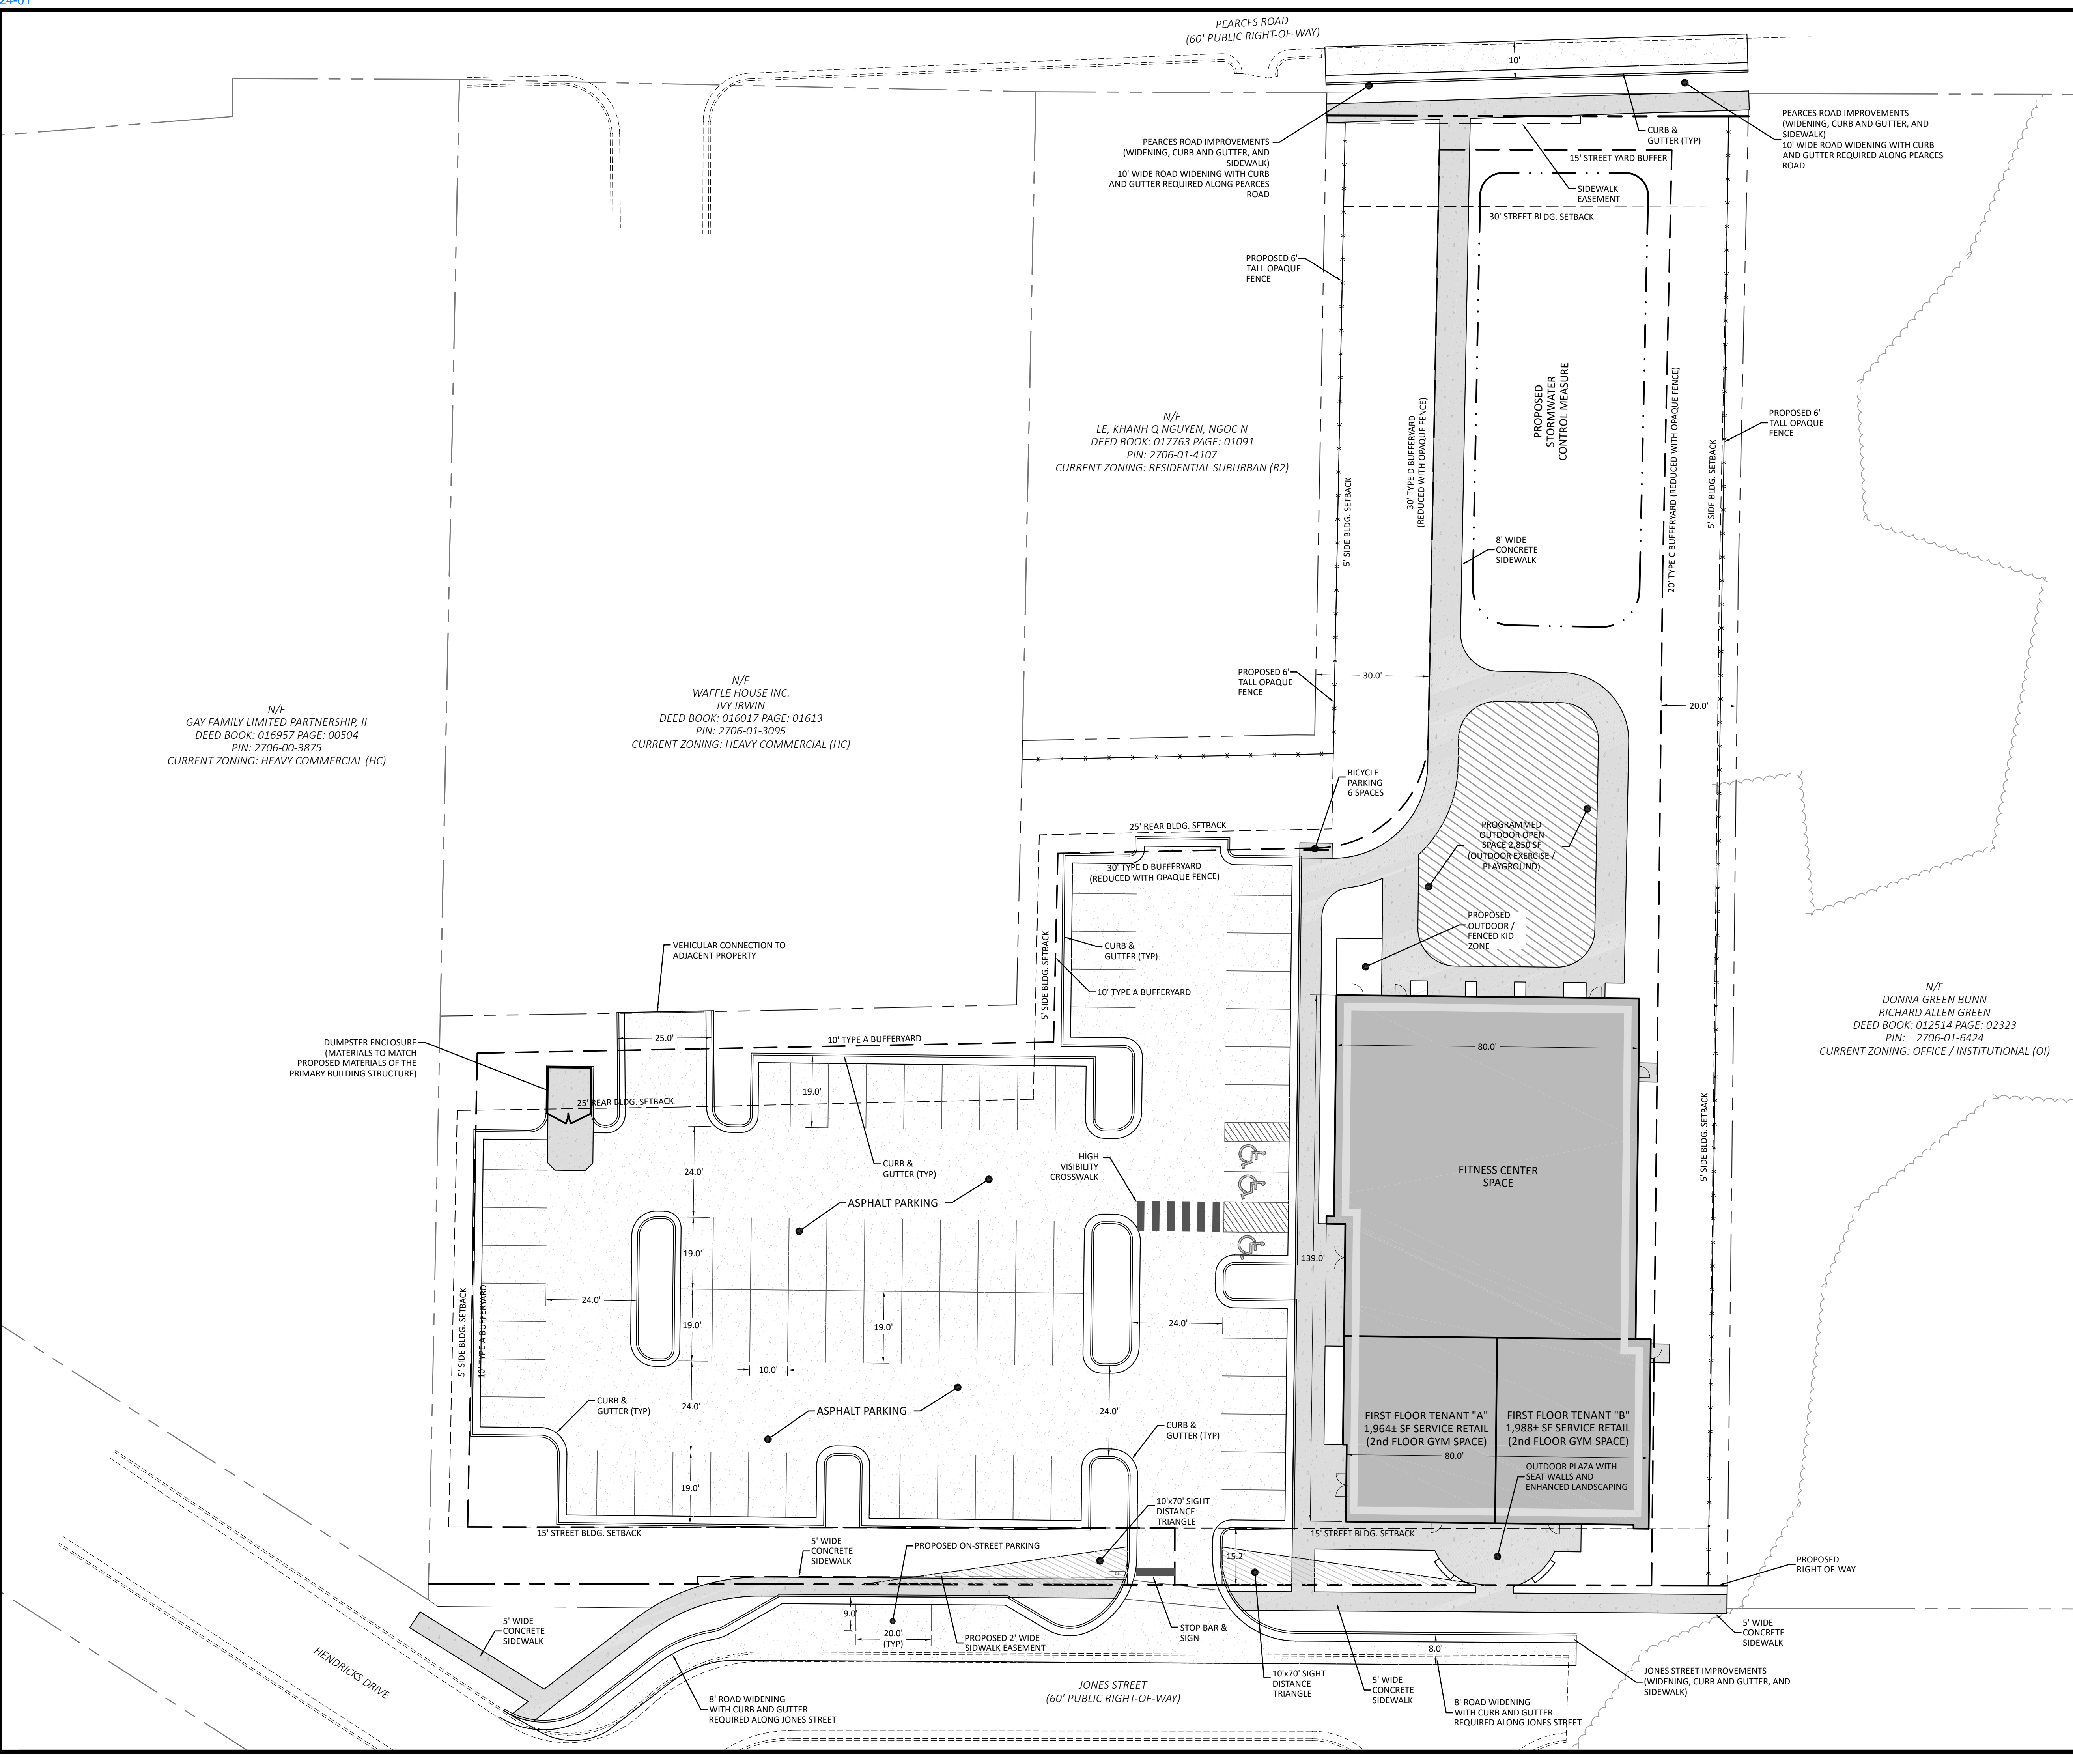 24-01
PEARCES ROAD
(60' PUBLIC RIGHT-OF-WAY)
10'
PEARCES ROAD IMPROVEMENTS
(WIDENING, CURB AND GUTTER, AND
SIDEWALK)
10' WIDE ROAD WIDENING WITH CURB
AND GUTTER REQUIRED ALONG PEARCES
ROAD
CURB &
GUTTER (TYP)
PEARCES ROAD IMPROVEMENTS
(WIDENING, CURB AND GUTTER, AND
SIDEWALK)
10' WIDE ROAD WIDENING WITH CURB
AND GUTTER REQUIRED ALONG PEARCES
ROAD
15' STREET YARD BUFFER
SIDEWALK
EASEMENT
30' STREET BLDG. SETBACK
PROPOSED 6'
TALL OPAQUE
FENCE
PROPOSED
STORMWATER
CONTROL MEASURE
30' TYPE D BUFFERYARD
(REDUCED WITH OPAQUE FENCE)
20' TYPE C BUFFERYARD (REDUCED WITH OPAQUE FENCE)
5' SIDE BLDG. SETBACK
5' SIDE BLDG. SETBACK
PROPOSED 6'
TALL OPAQUE
FENCE
N/F
LE, KHANH Q NGUYEN, NGOC N
DEED BOOK: 017763 PAGE: 01091
PIN: 2706-01-4107
CURRENT ZONING: RESIDENTIAL SUBURBAN (R2)
8' WIDE
CONCRETE
SIDEWALK
PROPOSED 6'
TALL OPAQUE
FENCE
30.0'
20.0'
N/F
GAY FAMILY LIMITED PARTNERSHIP, II
DEED BOOK: 016957 PAGE: 00504
PIN: 2706-00-3875
CURRENT ZONING: HEAVY COMMERCIAL (HC)
N/F
WAFFLE HOUSE INC.
IVY IRWIN
DEED BOOK: 016017 PAGE: 01613
PIN: 2706-01-3095
CURRENT ZONING: HEAVY COMMERCIAL (HC)
BICYCLE
PARKING
6 SPACES
25' REAR BLDG. SETBACK
30' TYPE D BUFFERYARD
(REDUCED WITH OPAQUE FENCE)
PROGRAMMED
OUTDOOR OPEN
SPACE 2,850 SF
(OUTDOOR EXERCISE /
PLAYGROUND)
PROPOSED
OUTDOOR /
FENCED KID
ZONE
VEHICULAR CONNECTION TO
ADJACENT PROPERTY
CURB &
GUTTER (TYP)
5' SIDE BLDG. SETBACK
10' TYPE A BUFFERYARD
N/F
DONNA GREEN BUNN
RICHARD ALLEN GREEN
DEED BOOK: 012514 PAGE: 02323
PIN: 2706-01-6424
CURRENT ZONING: OFFICE / INSTITUTIONAL (OI)
DUMPSTER ENCLOSURE
(MATERIALS TO MATCH
PROPOSED MATERIALS OF THE
PRIMARY BUILDING STRUCTURE)
25.0'
10' TYPE A BUFFERYARD
80.0'
25' REAR BLDG. SETBACK
19.0'
5' SIDE BLDG. SETBACK
24.0'
CURB &
GUTTER (TYP)
HIGH
VISIBILITY
CROSSWALK
FITNESS CENTER
SPACE
ASPHALT PARKING
19.0'
139.0'
24.0'
19.0'
19.0'
24.0'
5' SIDE BLDG. SETBACK
10' TYPE A BUFFERYARD
10.0'
CURB &
GUTTER (TYP)
24.0'
ASPHALT PARKING
24.0'
CURB &
GUTTER (TYP)
FIRST FLOOR TENANT "A"
1,964± SF SERVICE RETAIL
(2nd FLOOR GYM SPACE)
FIRST FLOOR TENANT "B"
1,988± SF SERVICE RETAIL
(2nd FLOOR GYM SPACE)
80.0'
OUTDOOR PLAZA WITH
SEAT WALLS AND
ENHANCED LANDSCAPING
19.0'
10'x70' SIGHT
DISTANCE
TRIANGLE
15' STREET BLDG. SETBACK
15' STREET BLDG. SETBACK
5' WIDE
CONCRETE
SIDEWALK
PROPOSED ON-STREET PARKING
15.2'
PROPOSED
RIGHT-OF-WAY
5' WIDE
CONCRETE
SIDEWALK
9.0'
20.0'
(TYP)
PROPOSED 2' WIDE
SIDWALK EASEMENT
STOP BAR &
SIGN
8.0'
5' WIDE
CONCRETE
SIDEWALK
HENDRICKS DRIVE
8' ROAD WIDENING
WITH CURB AND GUTTER
REQUIRED ALONG JONES STREET
JONES STREET
(60' PUBLIC RIGHT-OF-WAY)
10'x70' SIGHT
DISTANCE
TRIANGLE
5' WIDE
CONCRETE
SIDEWALK
8' ROAD WIDENING
WITH CURB AND GUTTER
REQUIRED ALONG JONES STREET
JONES STREET IMPROVEMENTS
(WIDENING, CURB AND GUTTER, AND
SIDEWALK)